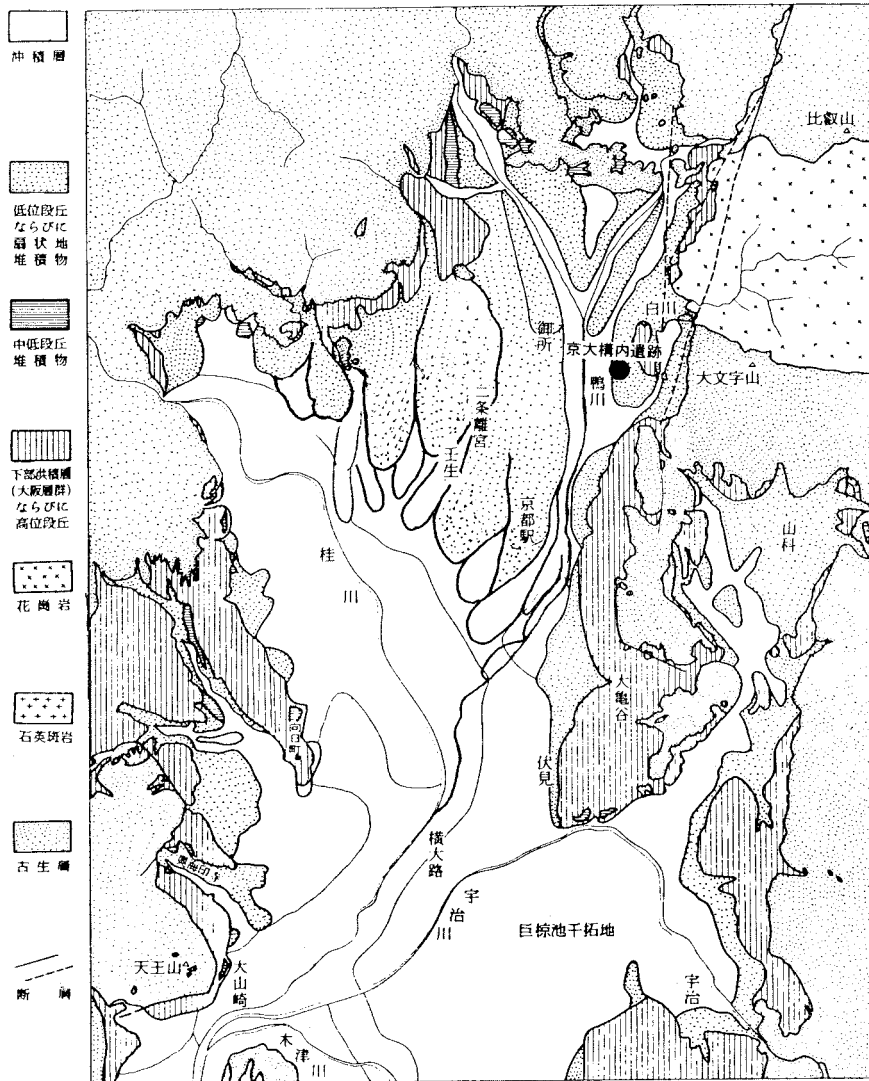 沖積層
低位段丘
ならびに
扇状地
堆積物
中低段丘
堆積物
下部洪積層
(大阪層群)
ならびに
高位段丘
花崗岩
石英斑岩
古生層
断層
比叡山
白川
御所
京大構内遺跡
鴨川
大文字山
二条離宮
壬生
京都駅
山科
桂川
大亀谷
向日町
伏見
横大路
宇治川
巨椋池干拓地
天王山
大山崎
宇治
木津川